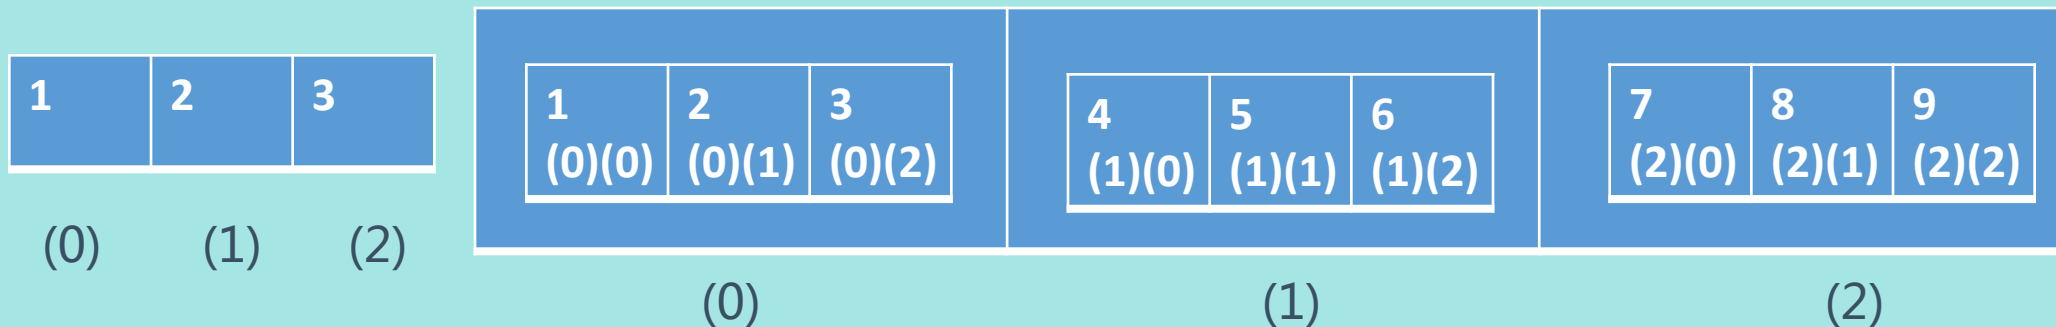 1 2 3
(0) (1) (2)
1 2 3
(0)(0) (0)(1) (0)(2)
4 5 6
(1)(0) (1)(1) (1)(2)
7 8 9
(2)(0) (2)(1) (2)(2)
(0) (1) (2)